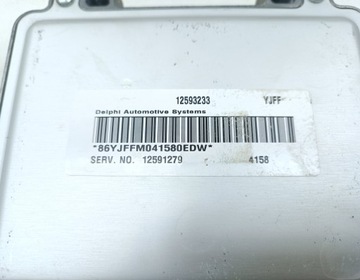 12593233 YJFF
Delphi Automotive Systems
*86YJFFM041580EDW*
SERV. NO. 12591279 4158